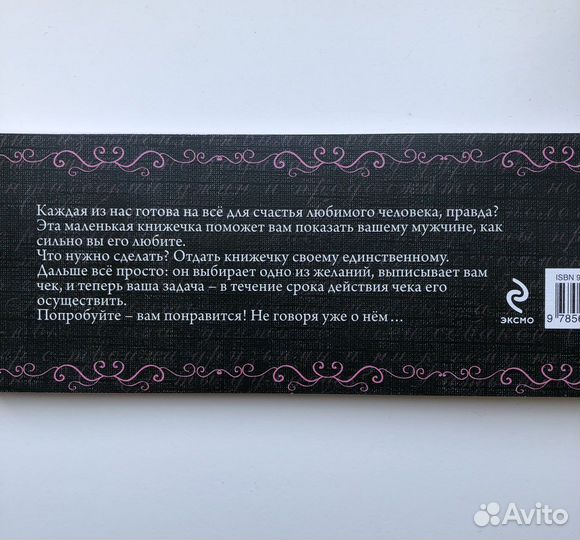 Каждая из нас готова на всё для счастья любимого человека, правда?
Эта маленькая книжечка поможет вам показать вашему мужчине, как
сильно вы его любите.
Что нужно сделать? Отдать книжечку своему единственному.
Дальше всё просто: он выбирает одно из желаний, выписывает вам
чек, и теперь ваша задача – в течение срока действия чека его
осуществить.
Попробуйте – вам понравится! Не говоря уже о нём…
эксмо
ISBN 9
9 785
Avito